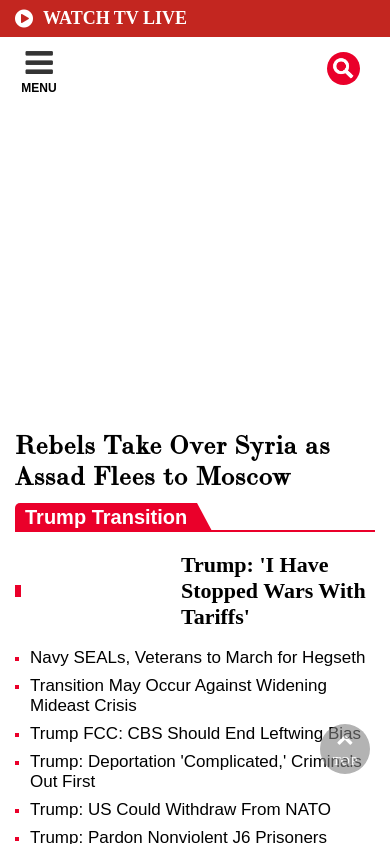 WATCH TV LIVE
MENU
Rebels Take Over Syria as
Assad Flees to Moscow
Trump Transition
Trump: 'I Have
Stopped Wars With
Tariffs'
Navy SEALs, Veterans to March for Hegseth
Transition May Occur Against Widening
Mideast Crisis
Trump FCC: CBS Should End Leftwing Bias
Trump: Deportation 'Complicated,' Criminals
Out First
TOP
Trump: US Could Withdraw From NATO
Trump: Pardon Nonviolent J6 Prisoners